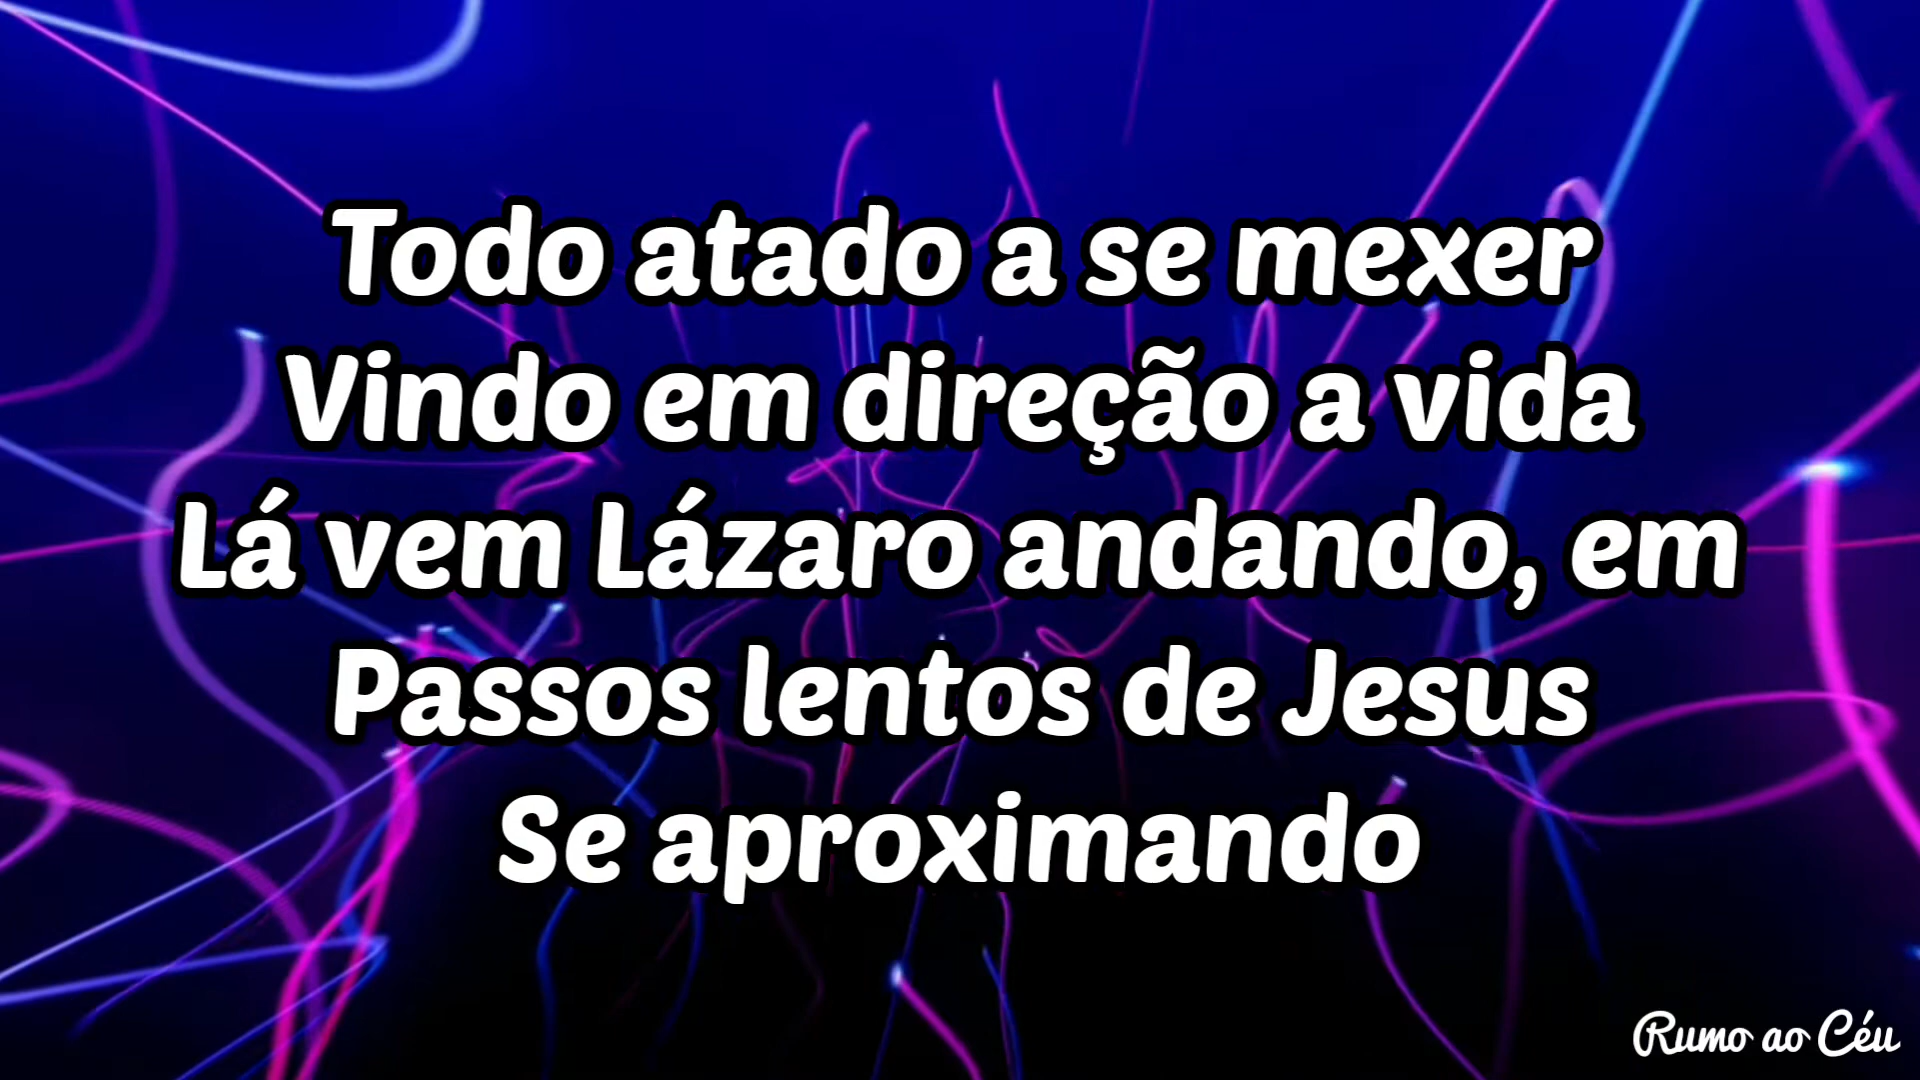 Todo atado a se mexer
Vindo em direção a vida
Lá vem Lázaro andando, em
Passos lentos de Jesus
Se aproximando
Rumo ao Céu